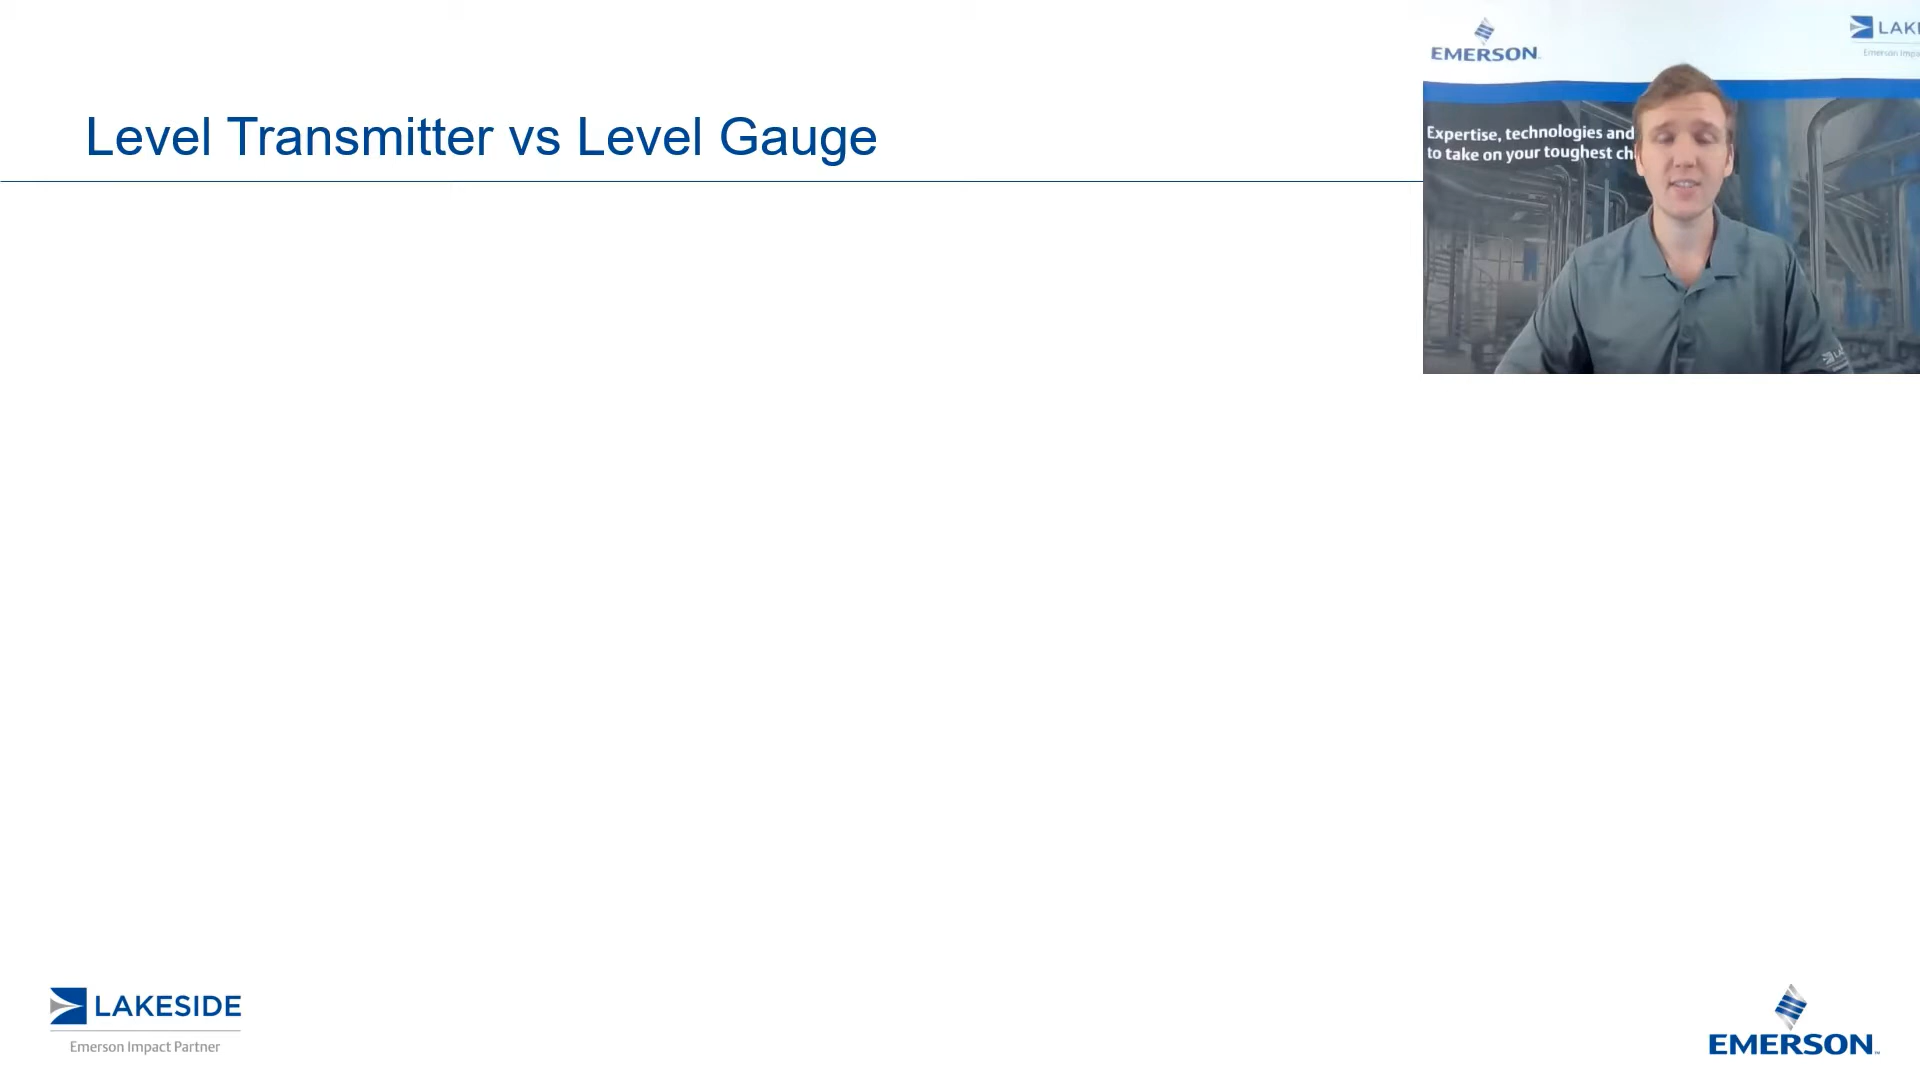 Level Transmitter vs Level Gauge
EMERSON
LAKE
Expertise, technologies and
to take on your toughest ch
LAKESIDE
Emerson Impact Partner
EMERSON